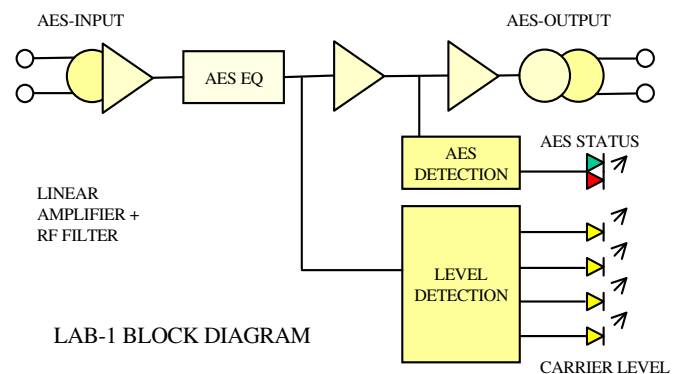 AES-INPUT
AES-OUTPUT
AES EQ
AES
DETECTION
AES STATUS
LINEAR
AMPLIFIER +
RF FILTER
LEVEL
DETECTION
LAB-1 BLOCK DIAGRAM
CARRIER LEVEL